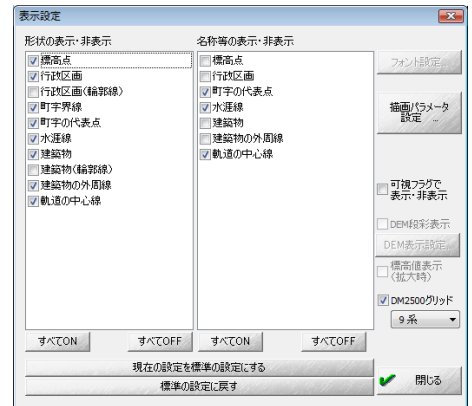 表示設定
形状の表示・非表示
標高点
行政区画
行政区画(輪郭線)
町字界線
町字の代表点
水涯線
建築物
建築物(輪郭線)
建築物の外周線
軌道の中心線
すべてON
すべてOFF
名称等の表示・非表示
標高点
行政区画
町字の代表点
水涯線
建築物
建築物の外周線
軌道の中心線
すべてON
すべてOFF
フォント設定...
描画パラメータ
設定 ...
可視フラグで
表示・非表示
DEM段彩表示
DEM表示設定...
標高値表示
(拡大時)
DM2500グリッド
9系
現在の設定を標準の設定にする
標準の設定に戻す
閉じる